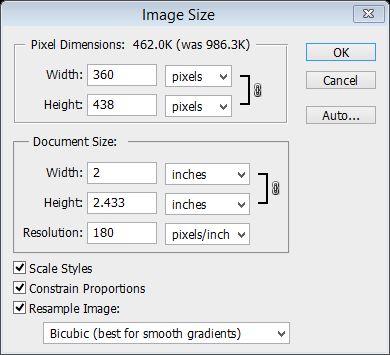 Image Size
Pixel Dimensions: 462.0K (was 986.3K)
OK
Width: 360 pixels
Cancel
Height: 438 pixels
Auto...
Document Size:
Width: 2 inches
Height: 2.433 inches
Resolution: 180 pixels/inch
Scale Styles
Constrain Proportions
Resample Image:
Bicubic (best for smooth gradients)